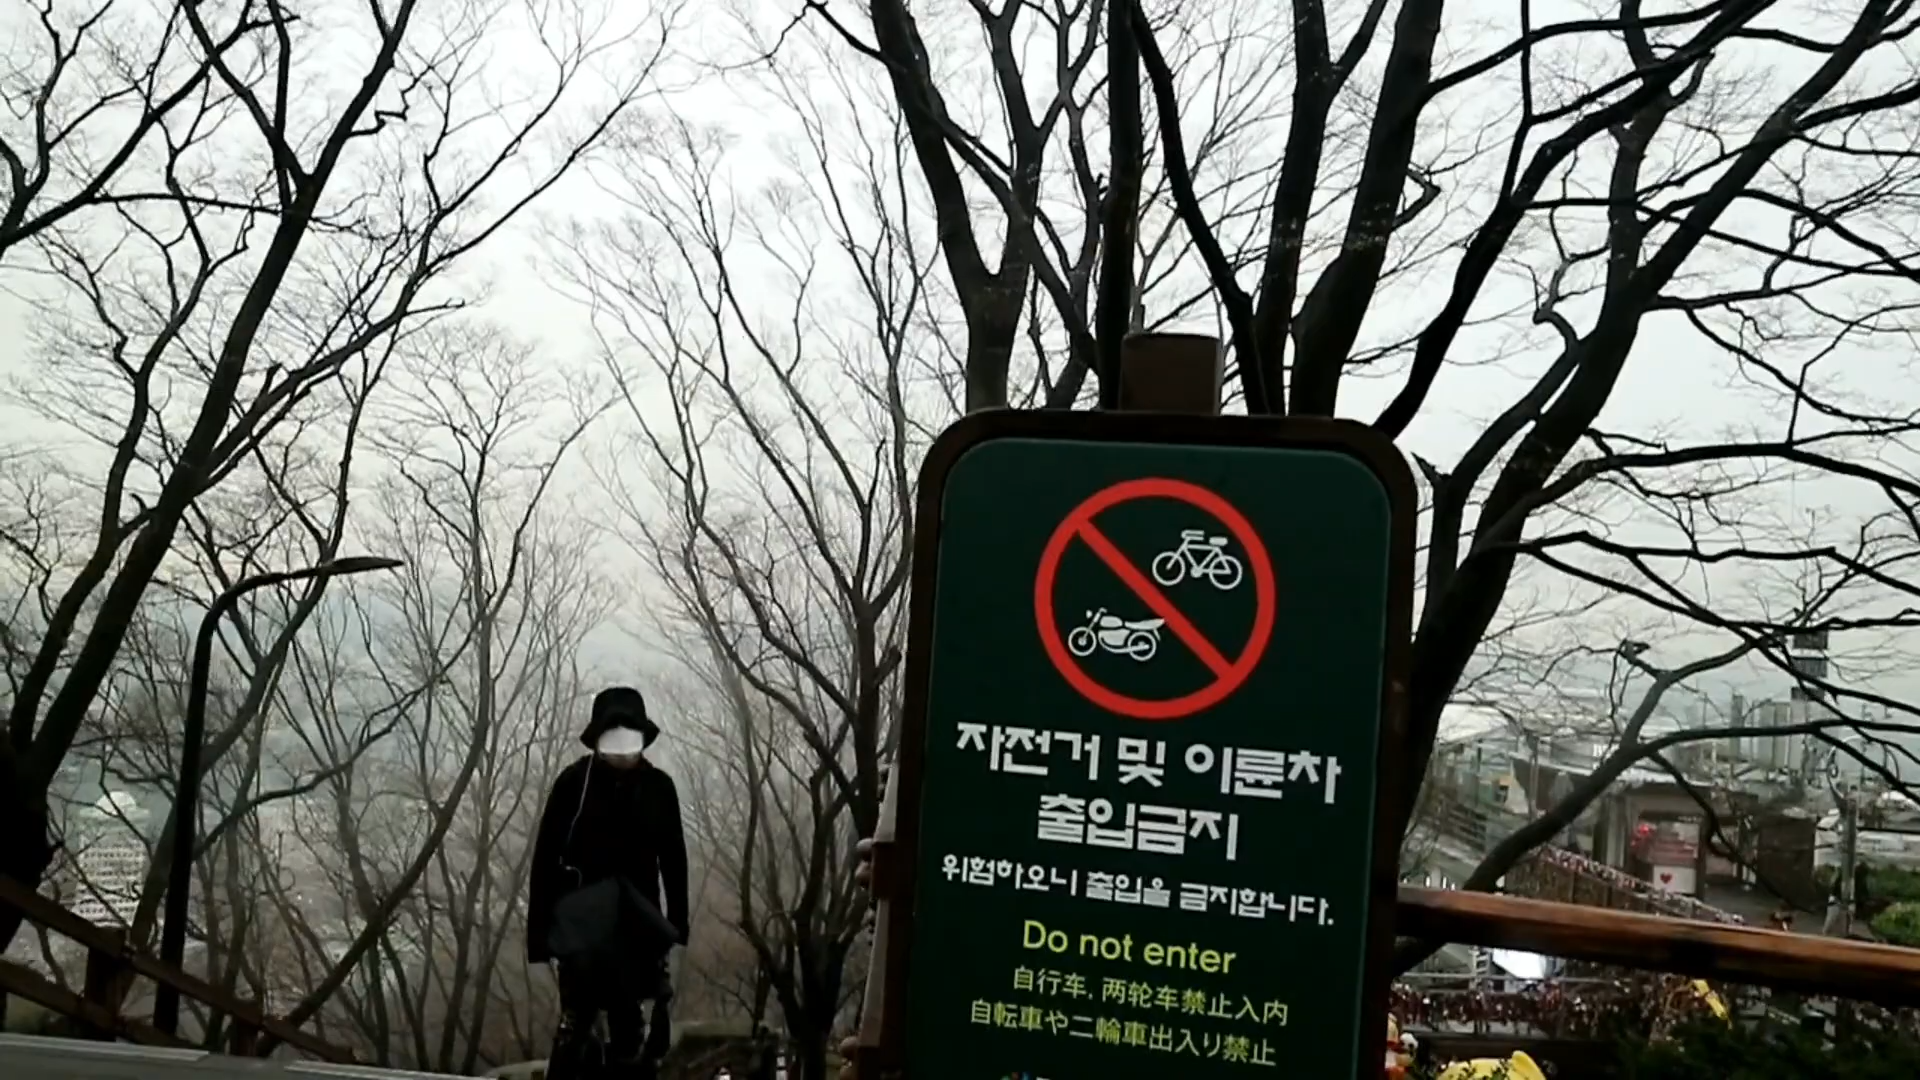 자전거 및 이륜차
출입금지
위험하오니 출입을 금지합니다.
Do not enter
自行车, 两轮车禁止入内
自転車や二輪車出入り禁止